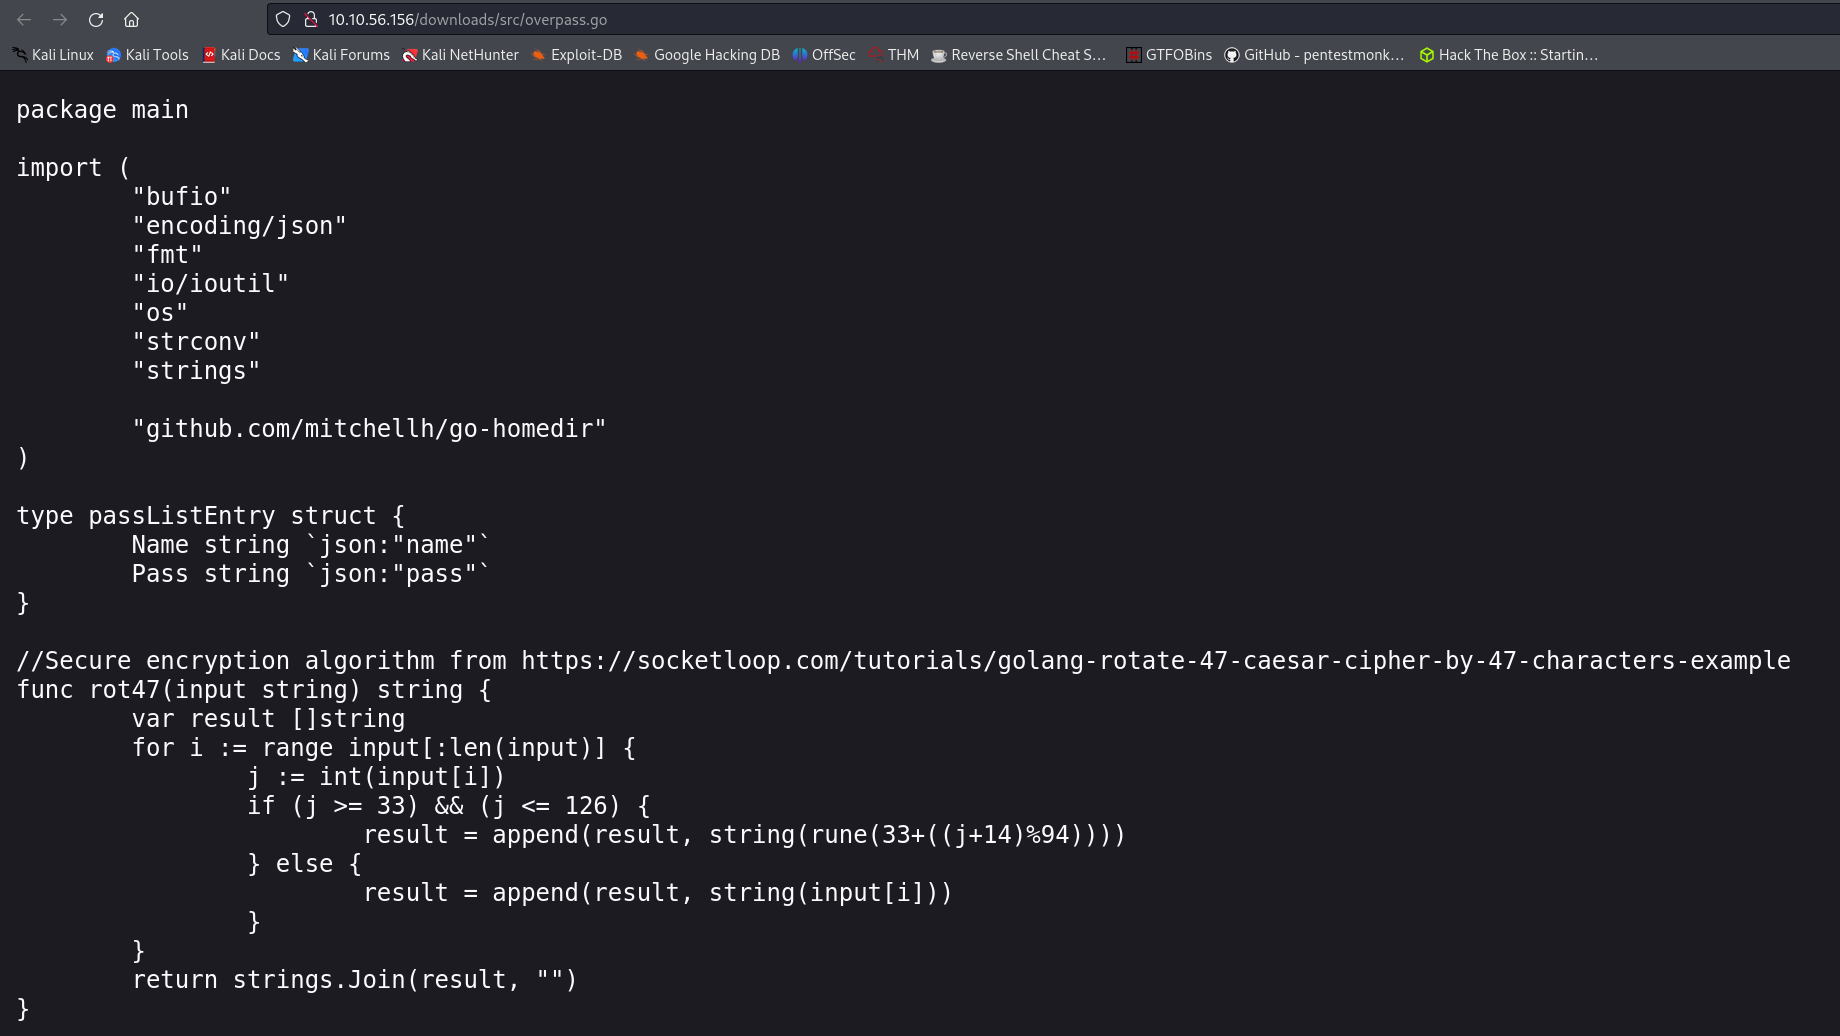 10.10.56.156/downloads/src/overpass.go
Kali Linux Kali Tools Kali Docs Kali Forums Kali NetHunter Exploit-DB Google Hacking DB OffSec THM Reverse Shell Cheat S… GTFOBins GitHub - pentestmonk… Hack The Box :: Startin…
package main
import (
"bufio"
"encoding/json"
"fmt"
"io/ioutil"
"os"
"strconv"
"strings"
"github.com/mitchellh/go-homedir"
)
type passListEntry struct {
Name string `json:"name"`
Pass string `json:"pass"`
}
//Secure encryption algorithm from https://socketloop.com/tutorials/golang-rotate-47-caesar-cipher-by-47-characters-example
func rot47(input string) string {
var result []string
for i := range input[:len(input)] {
j := int(input[i])
if (j >= 33) && (j <= 126) {
result = append(result, string(rune(33+((j+14)%94))))
} else {
result = append(result, string(input[i]))
}
}
return strings.Join(result, "")
}